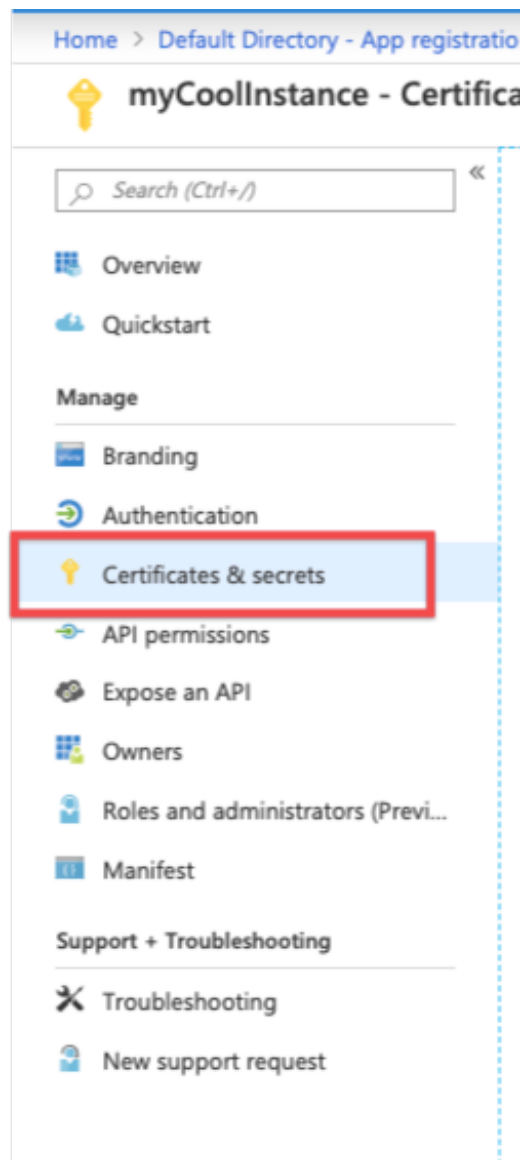 Home > Default Directory - App registratio
myCoolInstance - Certifica
Search (Ctrl+/)
«
Overview
Quickstart
Manage
Branding
Authentication
Certificates & secrets
API permissions
Expose an API
Owners
Roles and administrators (Previ...
Manifest
Support + Troubleshooting
Troubleshooting
New support request